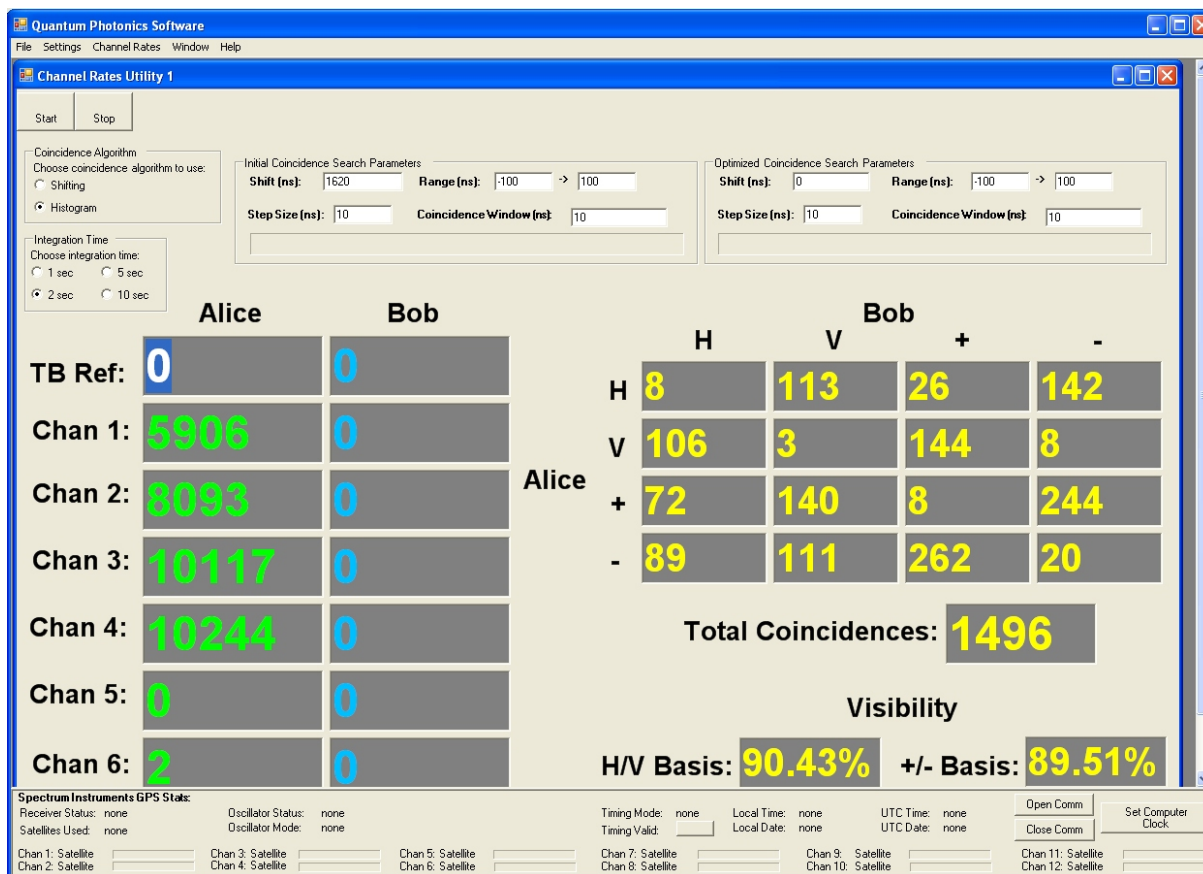 Quantum Photonics Software
File Settings Channel Rates Window Help
Channel Rates Utility 1
Start Stop
Coincidence Algorithm
Choose coincidence algorithm to use:
Shifting
Histogram
Integration Time
Choose integration time:
1 sec 5 sec
2 sec 10 sec
Initial Coincidence Search Parameters
Shift (ns): 1620 Range (ns): -100 -> 100
Step Size (ns): 10 Coincidence Window (ns): 10
Optimized Coincidence Search Parameters
Shift (ns): 0 Range (ns): -100 -> 100
Step Size (ns): 10 Coincidence Window (ns): 10
Alice Bob
TB Ref: 0 0
Chan 1: 5906 0
Chan 2: 8093 0
Chan 3: 10117 0
Chan 4: 10244 0
Chan 5: 0 0
Chan 6: 2 0
Bob
H V + -
Alice
H 8 113 26 142
V 106 3 144 8
+ 72 140 8 244
- 89 111 262 20
Total Coincidences: 1496
Visibility
H/V Basis: 90.43% +/- Basis: 89.51%
Spectrum Instruments GPS Stats:
Receiver Status: none Oscillator Status: none Timing Mode: none Local Time: none UTC Time: none
Satellites Used: none Oscillator Mode: none Timing Valid: Local Date: none UTC Date: none
Open Comm
Close Comm
Set Computer Clock
Chan 1: Satellite Chan 3: Satellite Chan 5: Satellite Chan 7: Satellite Chan 9: Satellite Chan 11: Satellite
Chan 2: Satellite Chan 4: Satellite Chan 6: Satellite Chan 8: Satellite Chan 10: Satellite Chan 12: Satellite